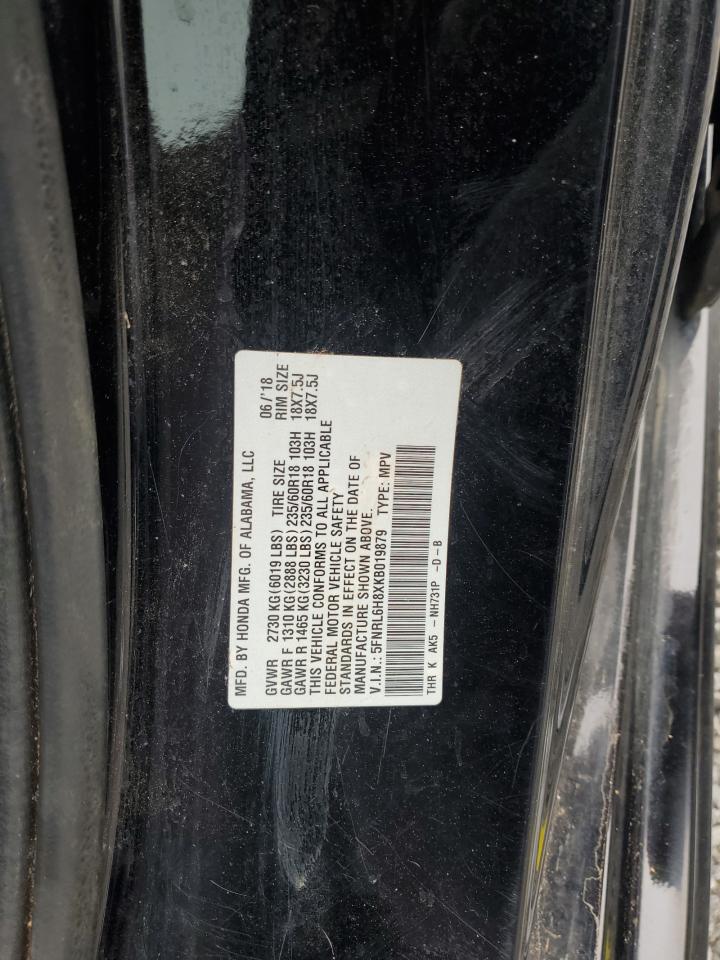 MFD. BY HONDA MFG. OF ALABAMA, LLC
06/'18
GVWR 2730 KG(6019 LBS) TIRE SIZE RIM SIZE
GAWR F 1310 KG(2888 LBS)235/60R18 103H 18X7.5J
GAWR R 1465 KG(3230 LBS)235/60R18 103H 18X7.5J
THIS VEHICLE CONFORMS TO ALL APPLICABLE
FEDERAL MOTOR VEHICLE SAFETY
STANDARDS IN EFFECT ON THE DATE OF
MANUFACTURE SHOWN ABOVE.
V.I.N.: 5FNRL6H8XKB019879 TYPE: MPV
THR K AK5 - NH731P -D-B